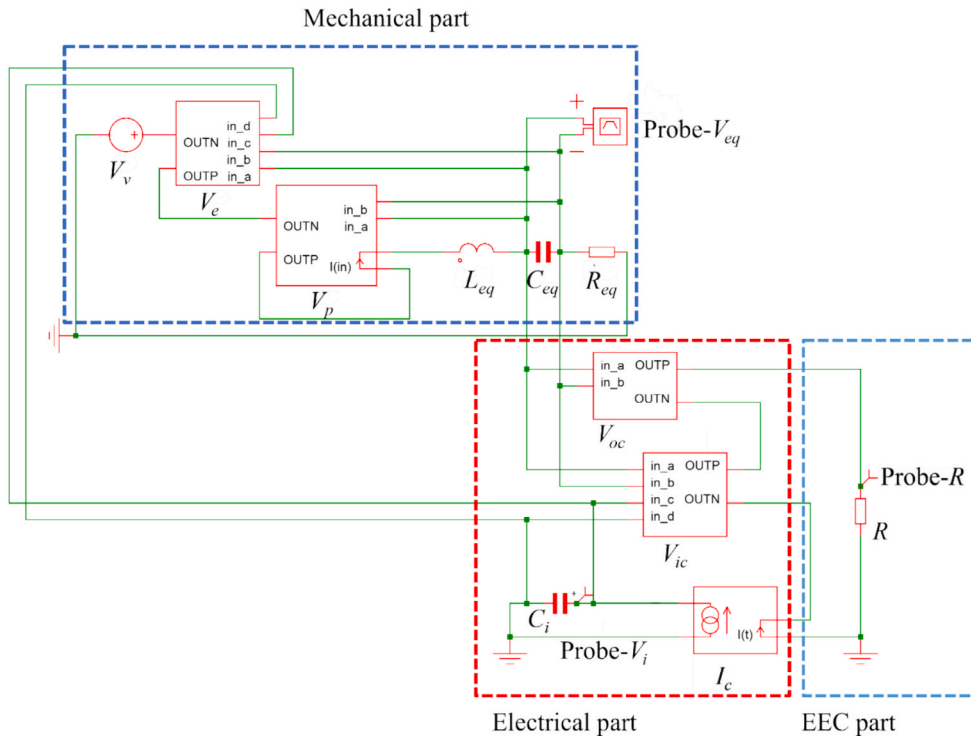 Mechanical part
+
in_d
in_c
OUTN
in_b
OUTP
in_a
V_v
V_e
Probe-V_eq
−
in_b
OUTN
in_a
OUTP
I(in)
V_p
L_eq
C_eq
R_eq
in_a
OUTP
in_b
OUTN
V_oc
in_a
OUTP
in_b
in_c
OUTN
in_d
V_ic
Probe-R
R
+
C_i
Probe-V_i
I(t)
I_c
Electrical part
EEC part